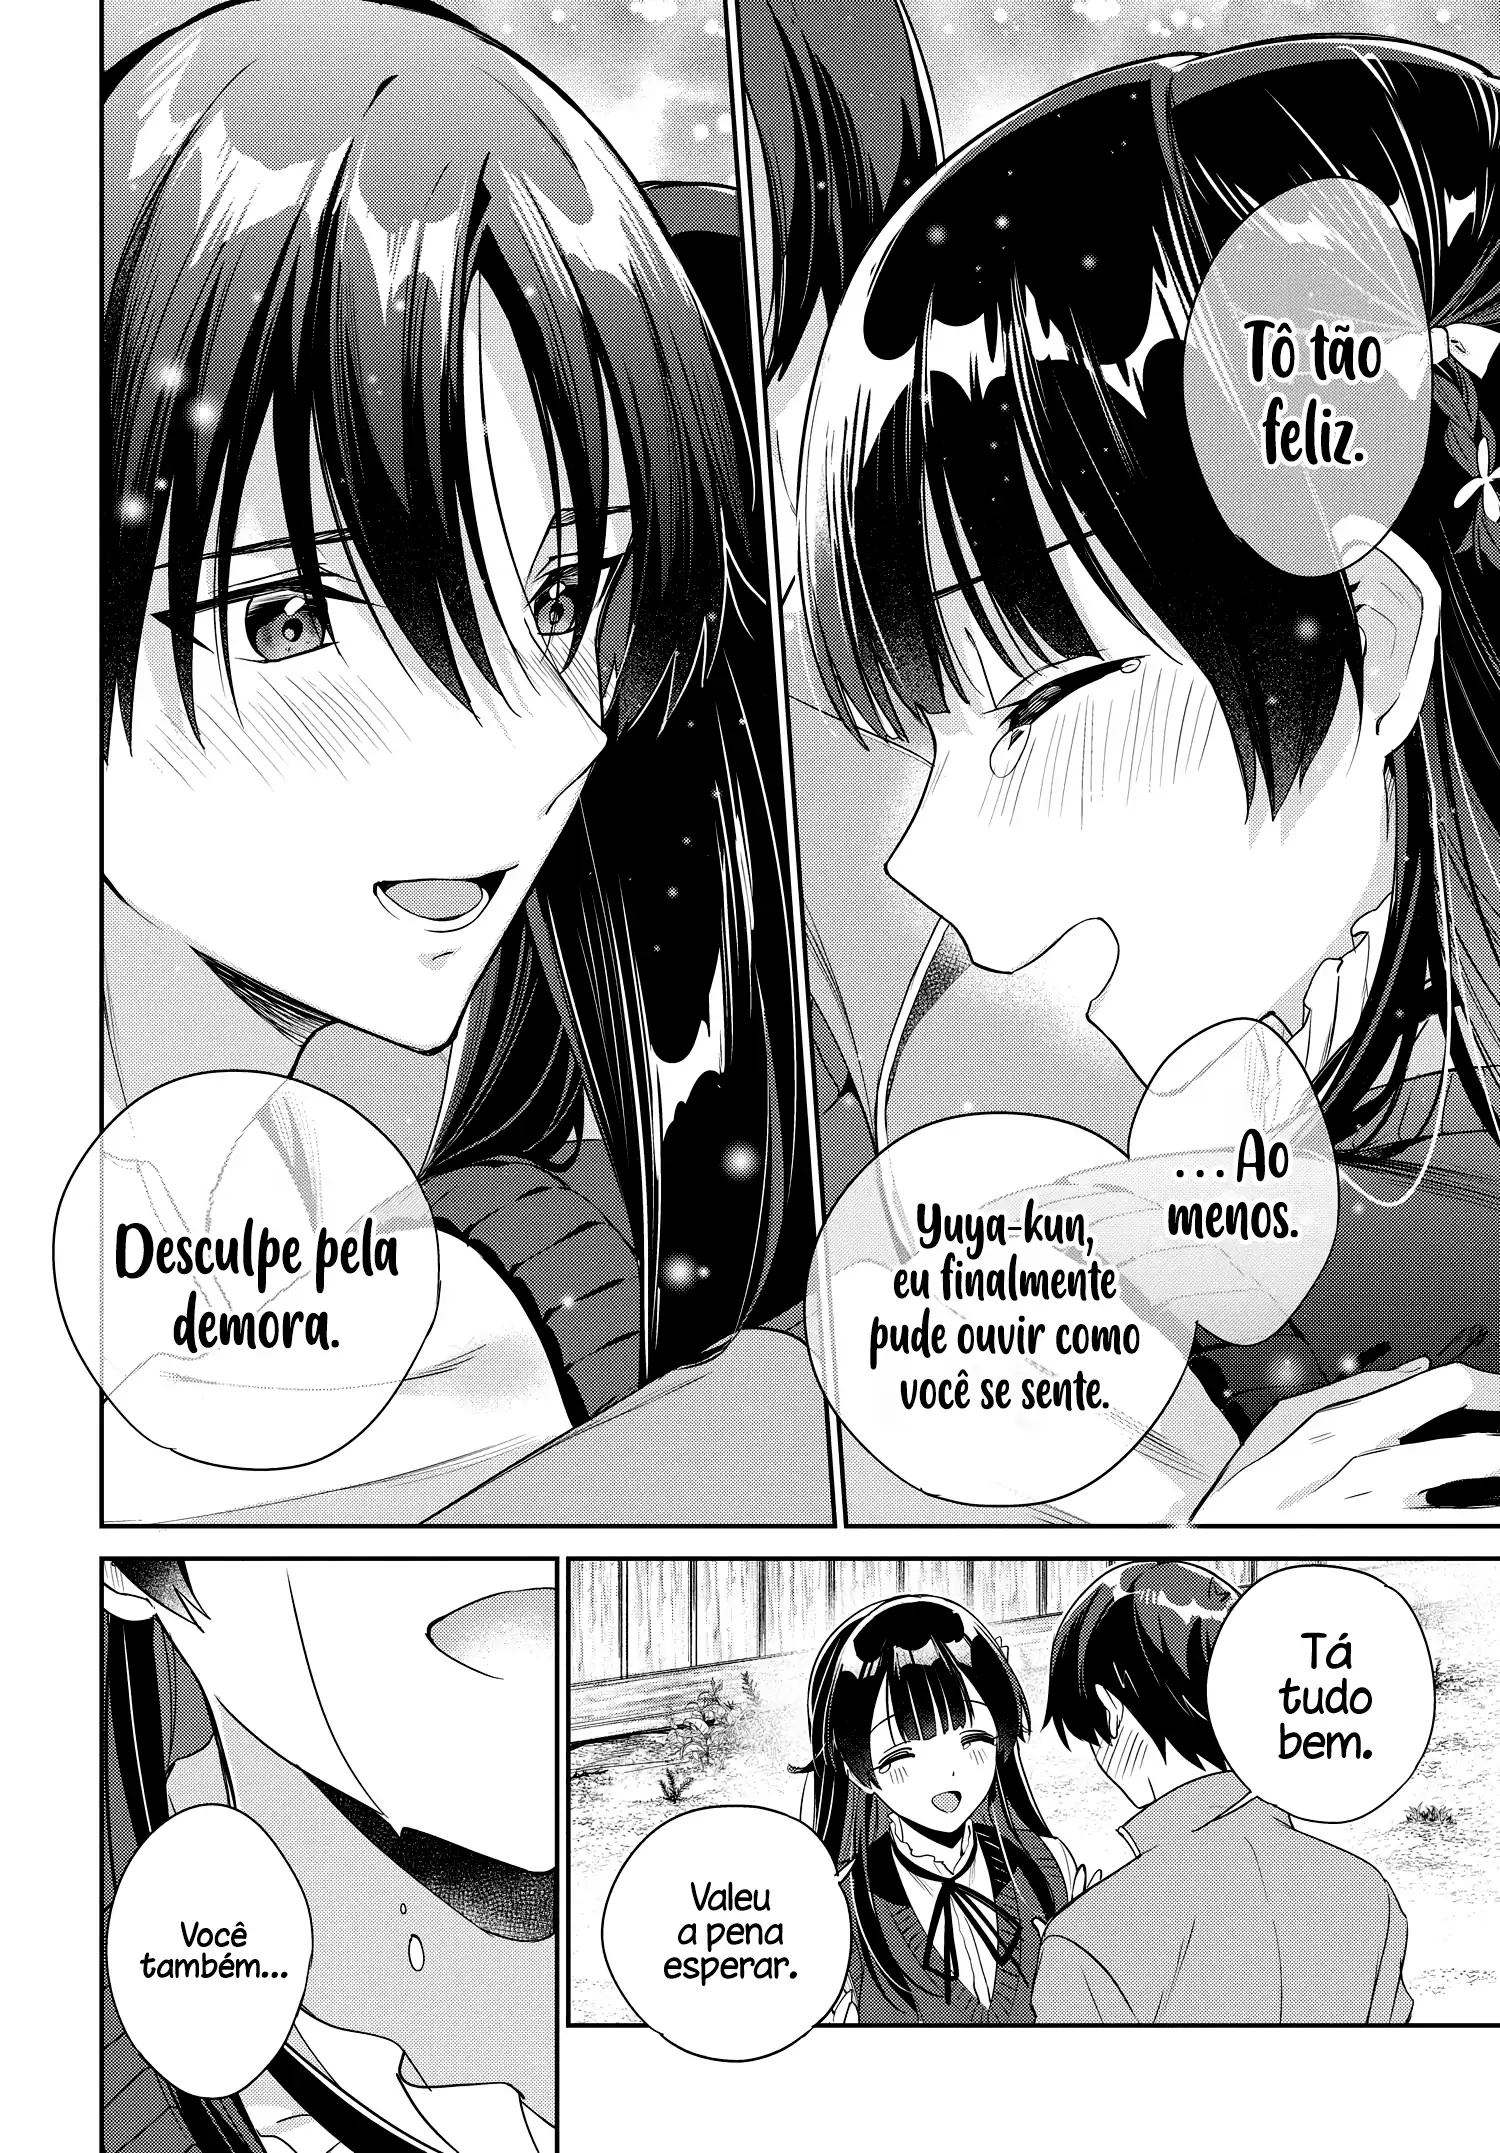 Tô tão
feliz.
...Ao
menos.
Yuya-kun,
eu finalmente
pude ouvir como
você se sente.
Desculpe pela
demora.
Tá
tudo
bem.
Valeu
a pena
esperar.
Você
também...